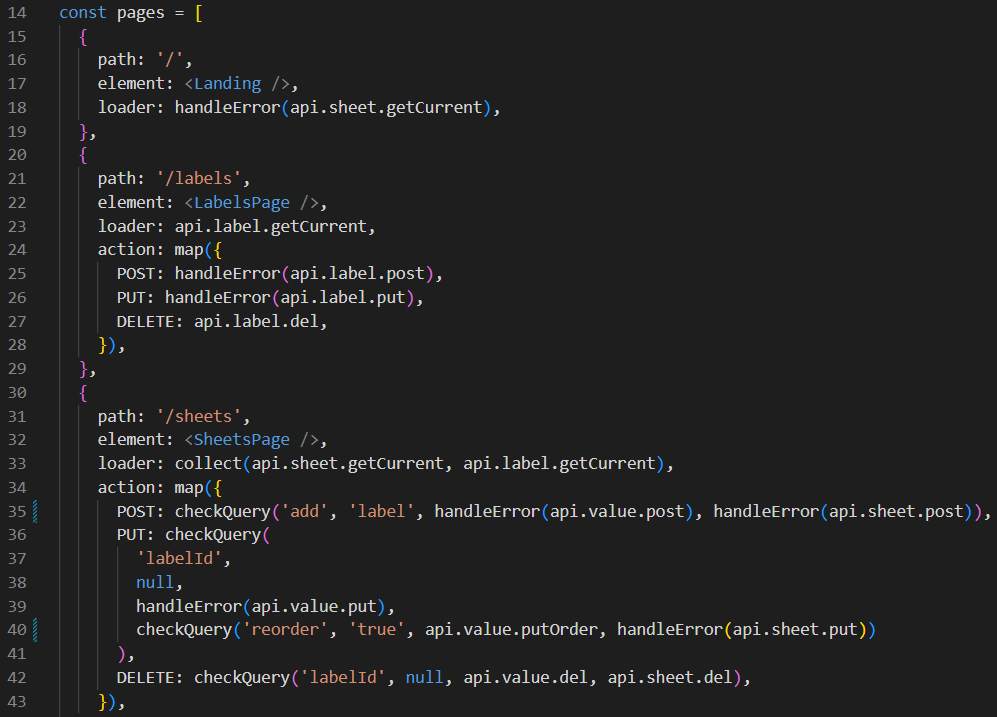 14 const pages = [
15 {
16 path: '/',
17 element: <Landing />,
18 loader: handleError(api.sheet.getCurrent),
19 },
20 {
21 path: '/labels',
22 element: <LabelsPage />,
23 loader: api.label.getCurrent,
24 action: map({
25 POST: handleError(api.label.post),
26 PUT: handleError(api.label.put),
27 DELETE: api.label.del,
28 }),
29 },
30 {
31 path: '/sheets',
32 element: <SheetsPage />,
33 loader: collect(api.sheet.getCurrent, api.label.getCurrent),
34 action: map({
35 POST: checkQuery('add', 'label', handleError(api.value.post), handleError(api.sheet.post)),
36 PUT: checkQuery(
37 'labelId',
38 null,
39 handleError(api.value.put),
40 checkQuery('reorder', 'true', api.value.putOrder, handleError(api.sheet.put))
41 ),
42 DELETE: checkQuery('labelId', null, api.value.del, api.sheet.del),
43 }),